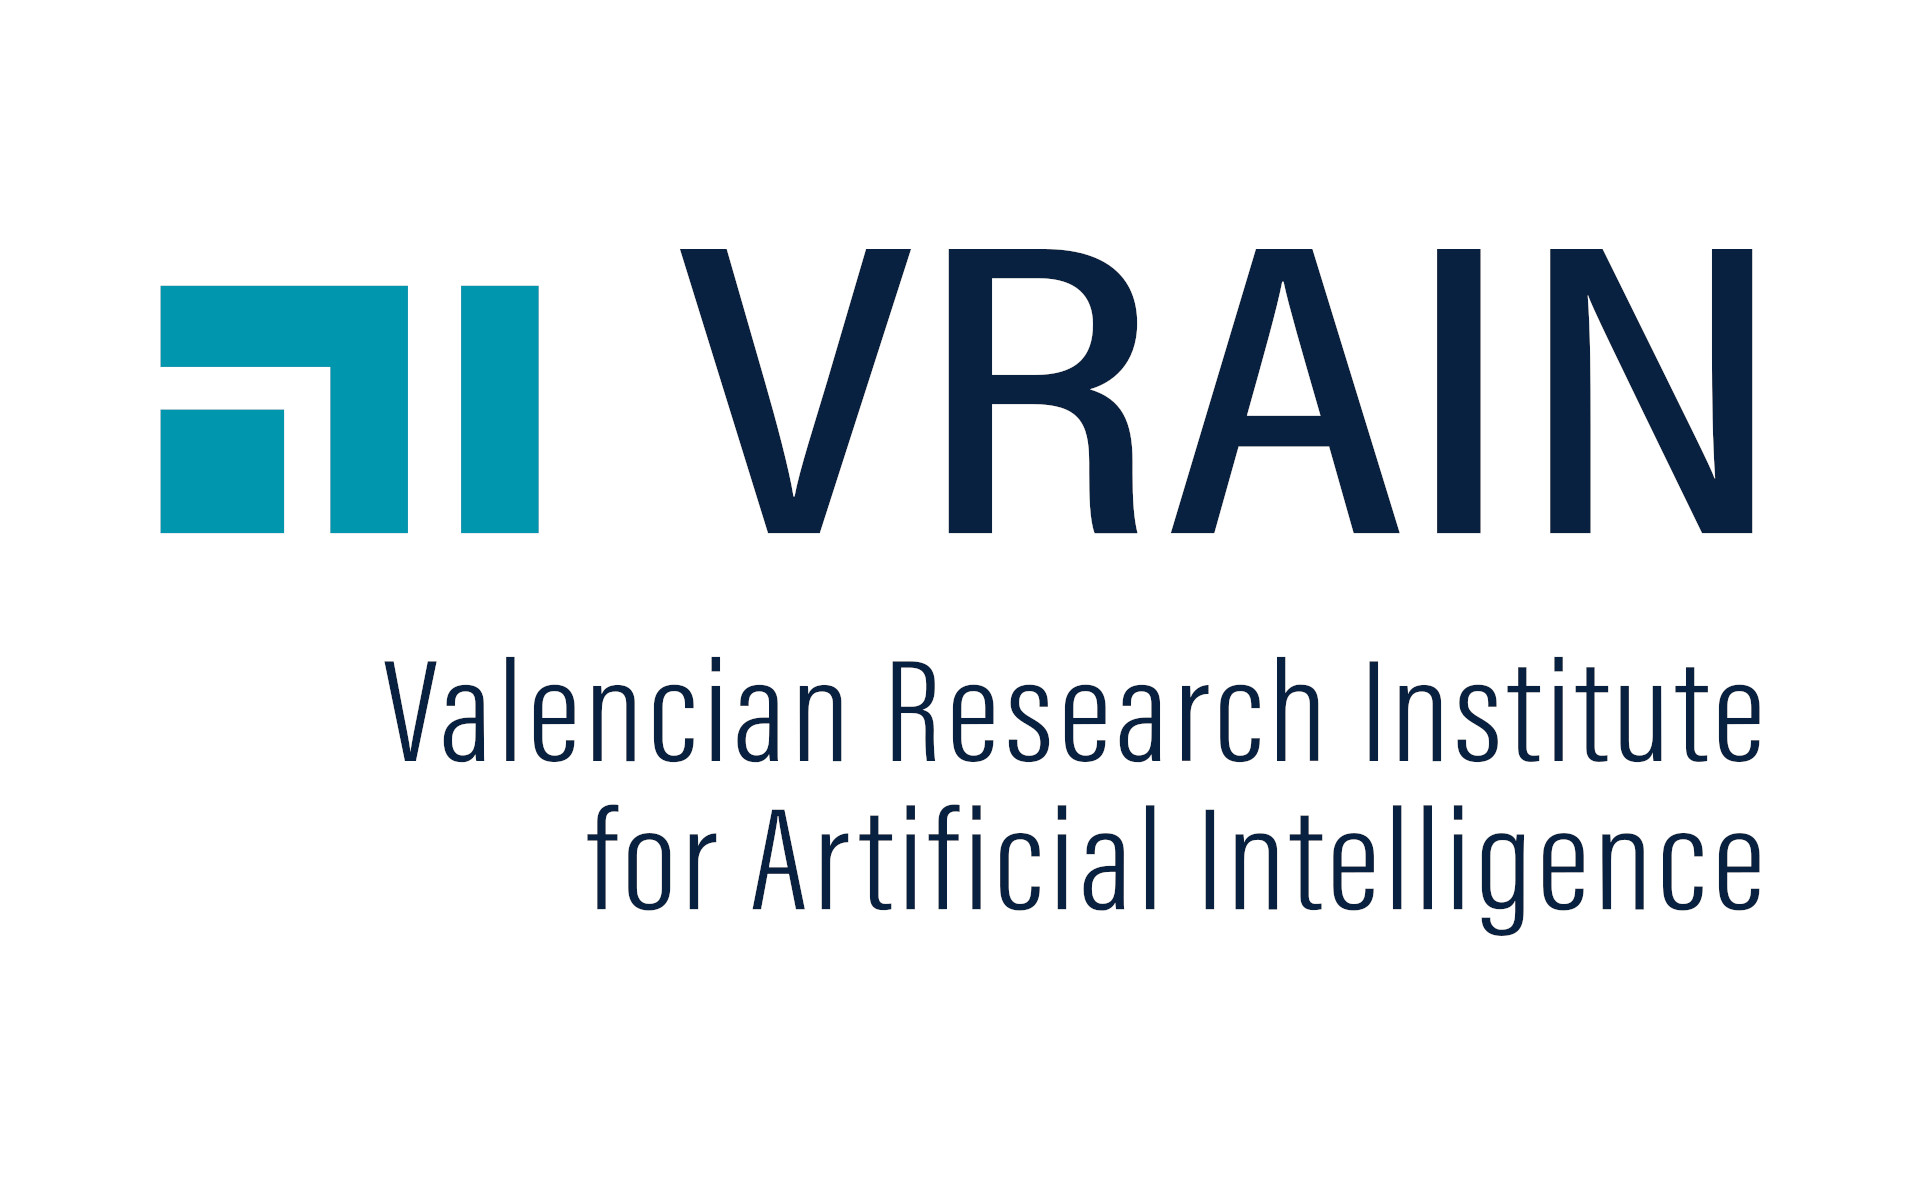 VRAIN
Valencian Research Institute
for Artificial Intelligence